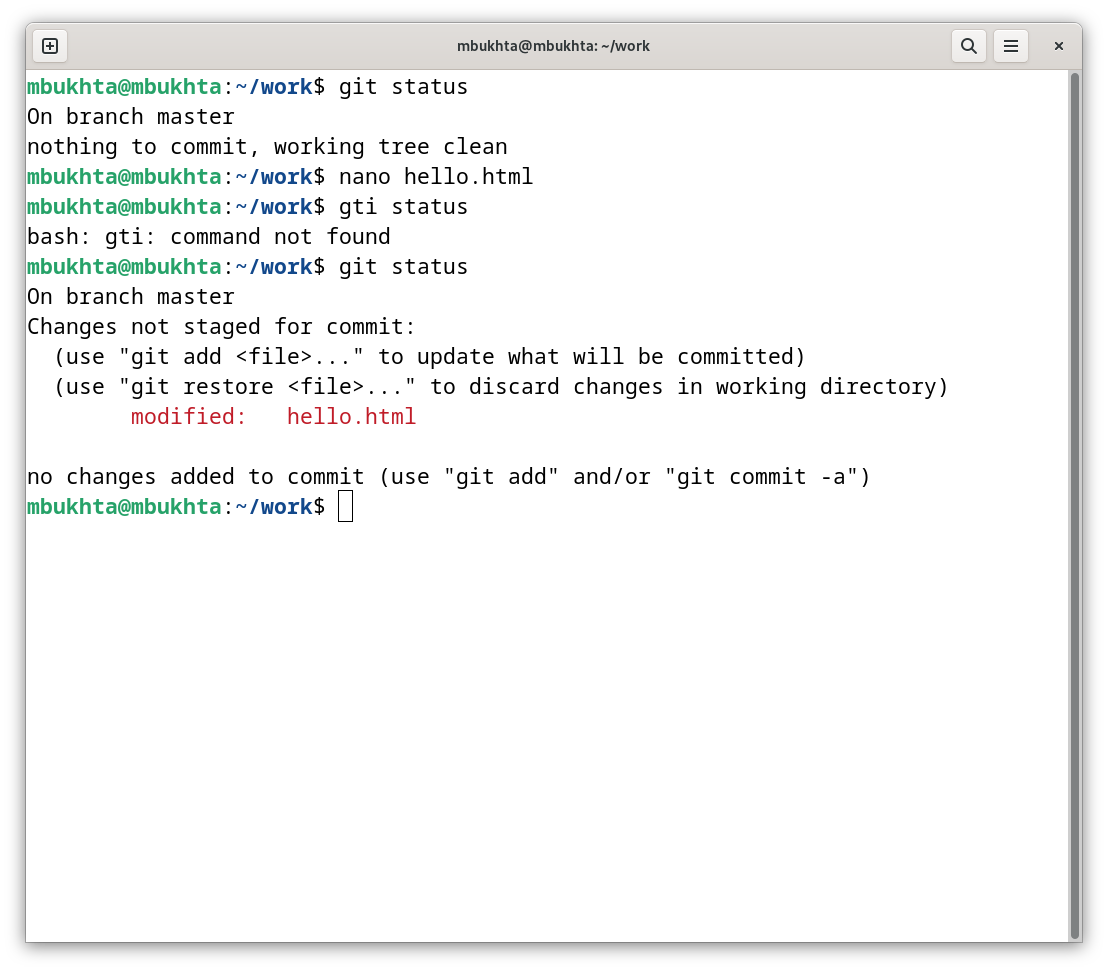 mbukhta@mbukhta: ~/work
mbukhta@mbukhta:~/work$ git status
On branch master
nothing to commit, working tree clean
mbukhta@mbukhta:~/work$ nano hello.html
mbukhta@mbukhta:~/work$ gti status
bash: gti: command not found
mbukhta@mbukhta:~/work$ git status
On branch master
Changes not staged for commit:
  (use "git add <file>..." to update what will be committed)
  (use "git restore <file>..." to discard changes in working directory)
        modified:   hello.html

no changes added to commit (use "git add" and/or "git commit -a")
mbukhta@mbukhta:~/work$